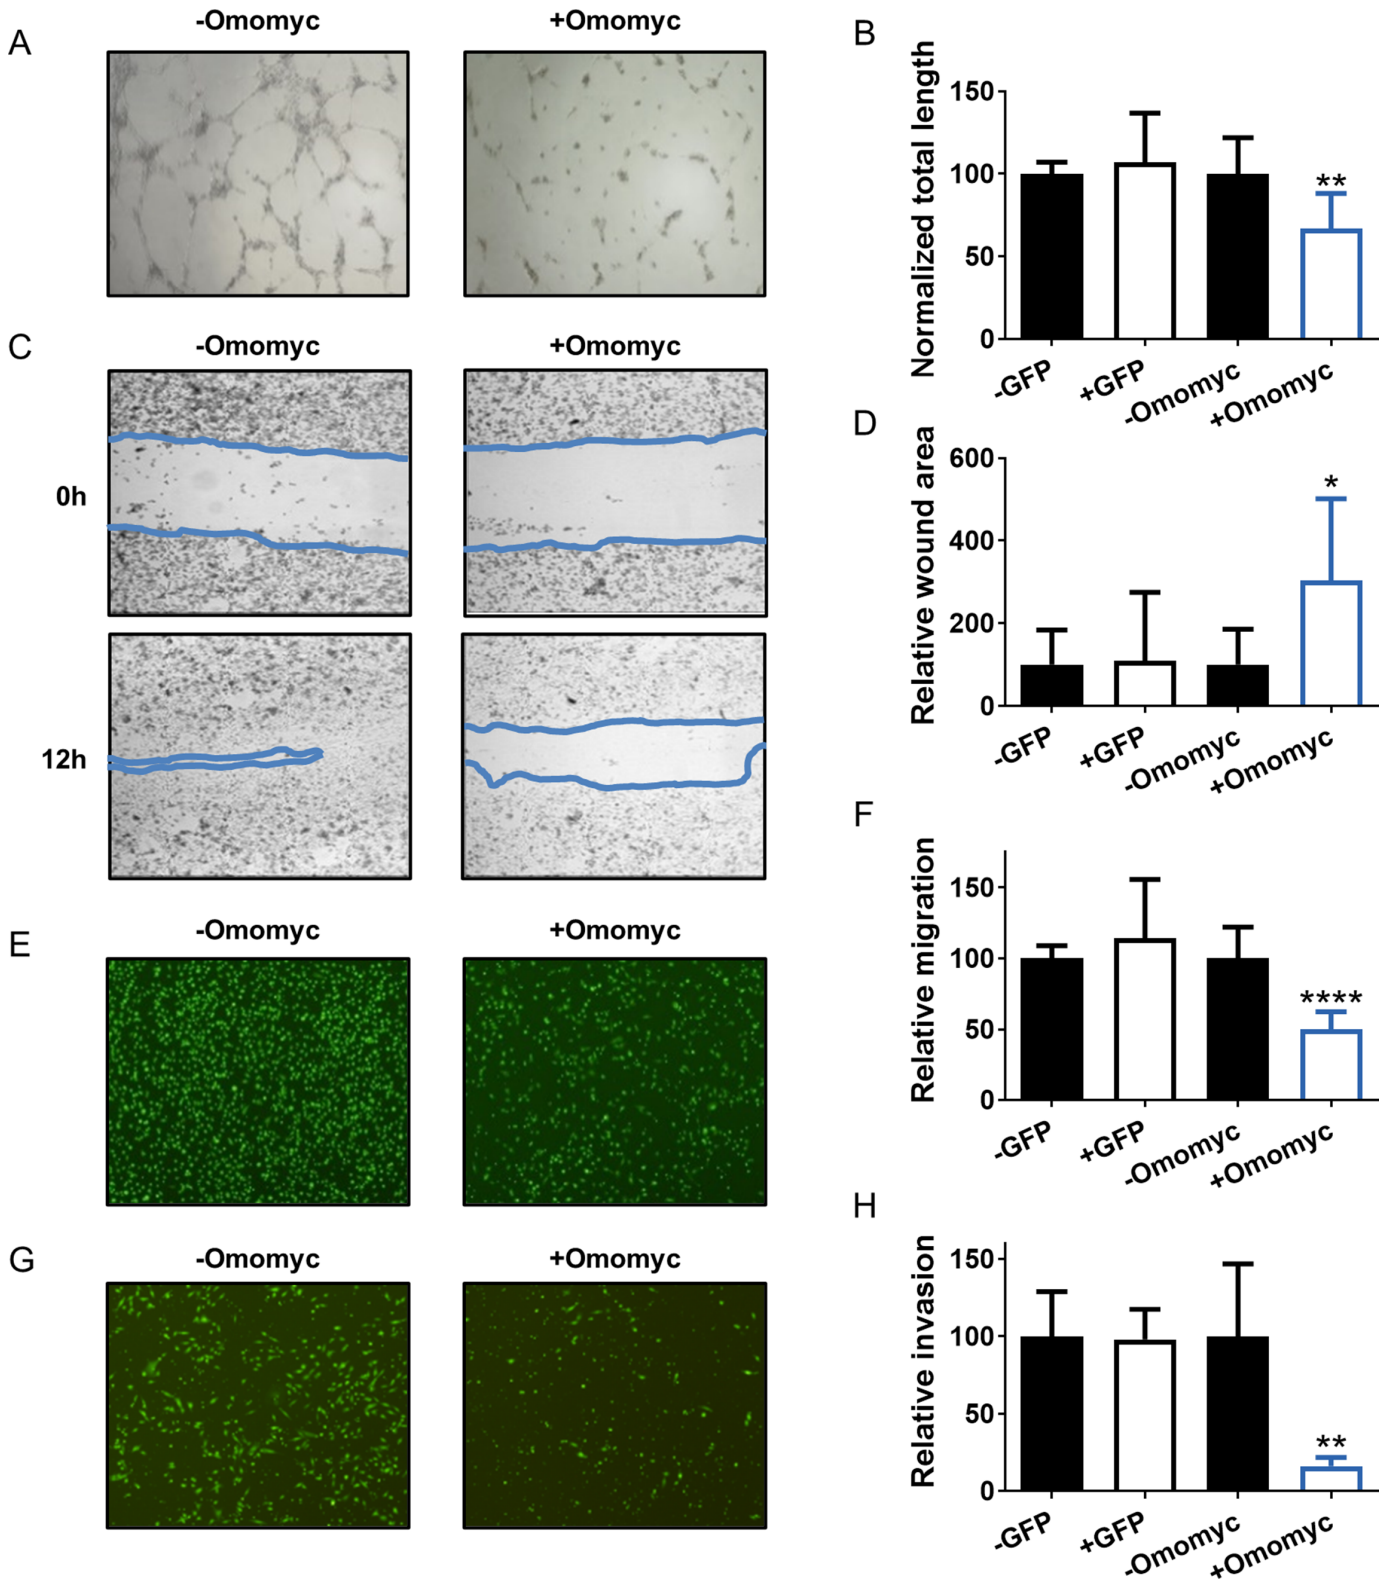 A
-Omomyc
+Omomyc
B
Normalized total length
150
100
50
0
**
-GFP
+GFP
-Omomyc
+Omomyc
C
-Omomyc
+Omomyc
0h
12h
D
Relative wound area
600
400
200
0
*
-GFP
+GFP
-Omomyc
+Omomyc
E
-Omomyc
+Omomyc
F
Relative migration
150
100
50
0
****
-GFP
+GFP
-Omomyc
+Omomyc
G
-Omomyc
+Omomyc
H
Relative invasion
150
100
50
0
**
-GFP
+GFP
-Omomyc
+Omomyc